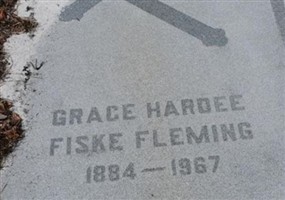 GRACE HARDEE
FISKE FLEMING
1884 — 1967